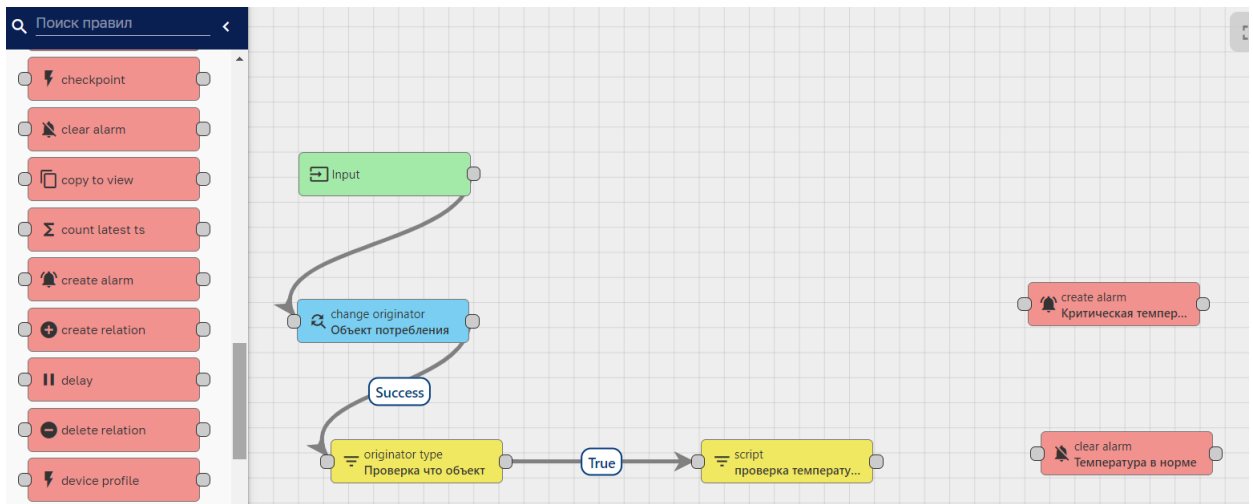 Поиск правил
checkpoint
clear alarm
copy to view
count latest ts
create alarm
create relation
delay
delete relation
device profile
Input
change originator
Объект потребления
Success
originator type
Проверка что объект
True
script
проверка температу...
create alarm
Критическая темпер...
clear alarm
Температура в норме